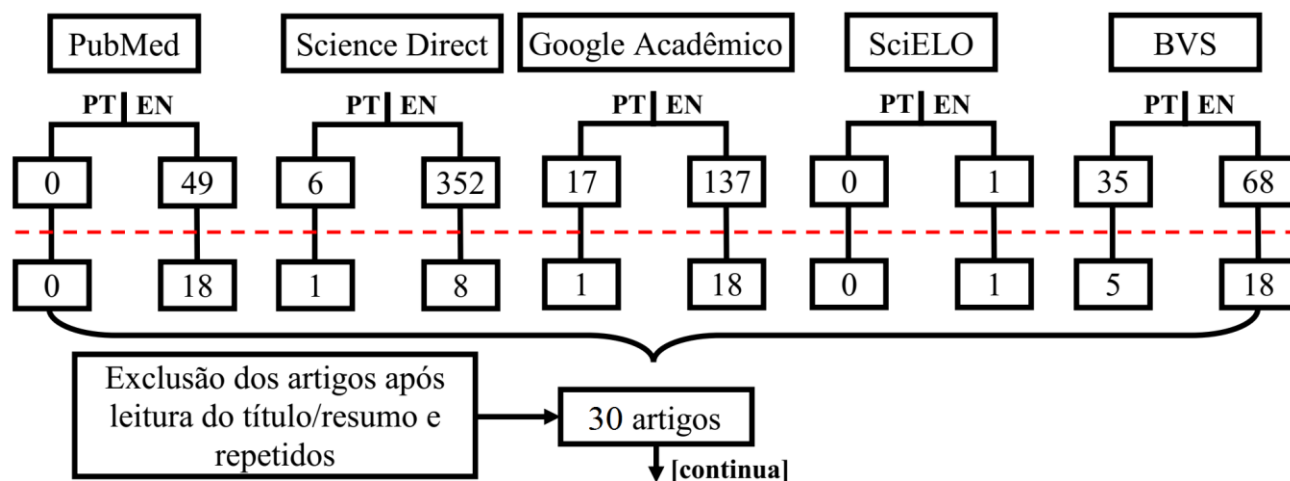 PubMed
Science Direct
Google Acadêmico
SciELO
BVS
PT EN
PT EN
PT EN
PT EN
PT EN
0
49
6
352
17
137
0
1
35
68
0
18
1
8
1
18
0
1
5
18
Exclusão dos artigos após
leitura do título/resumo e
repetidos
30 artigos
[continua]